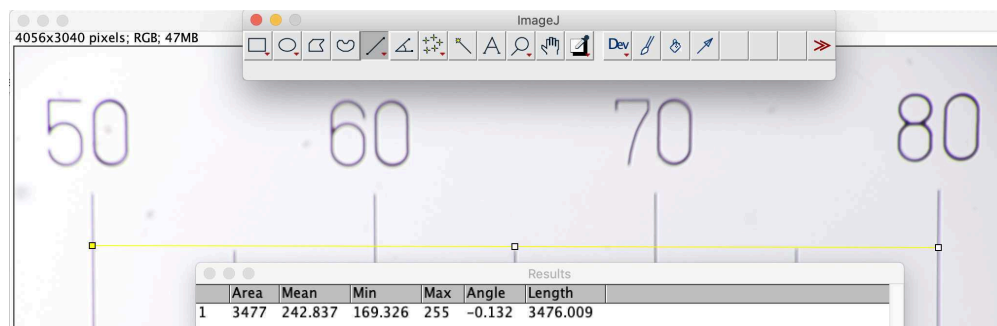 ImageJ
4056x3040 pixels; RGB; 47MB
A Dev ≫
50 60 70 80
Results
Area Mean Min Max Angle Length
1 3477 242.837 169.326 255 -0.132 3476.009